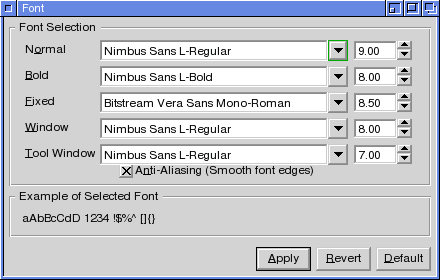 Font
Font Selection
Normal Nimbus Sans L-Regular 9.00
Bold Nimbus Sans L-Bold 8.00
Fixed Bitstream Vera Sans Mono-Roman 8.50
Window Nimbus Sans L-Regular 8.00
Tool Window Nimbus Sans L-Regular 7.00
Anti-Aliasing (Smooth font edges)
Example of Selected Font
aAbBcCdD 1234 !$%^ []{}
Apply Revert Default